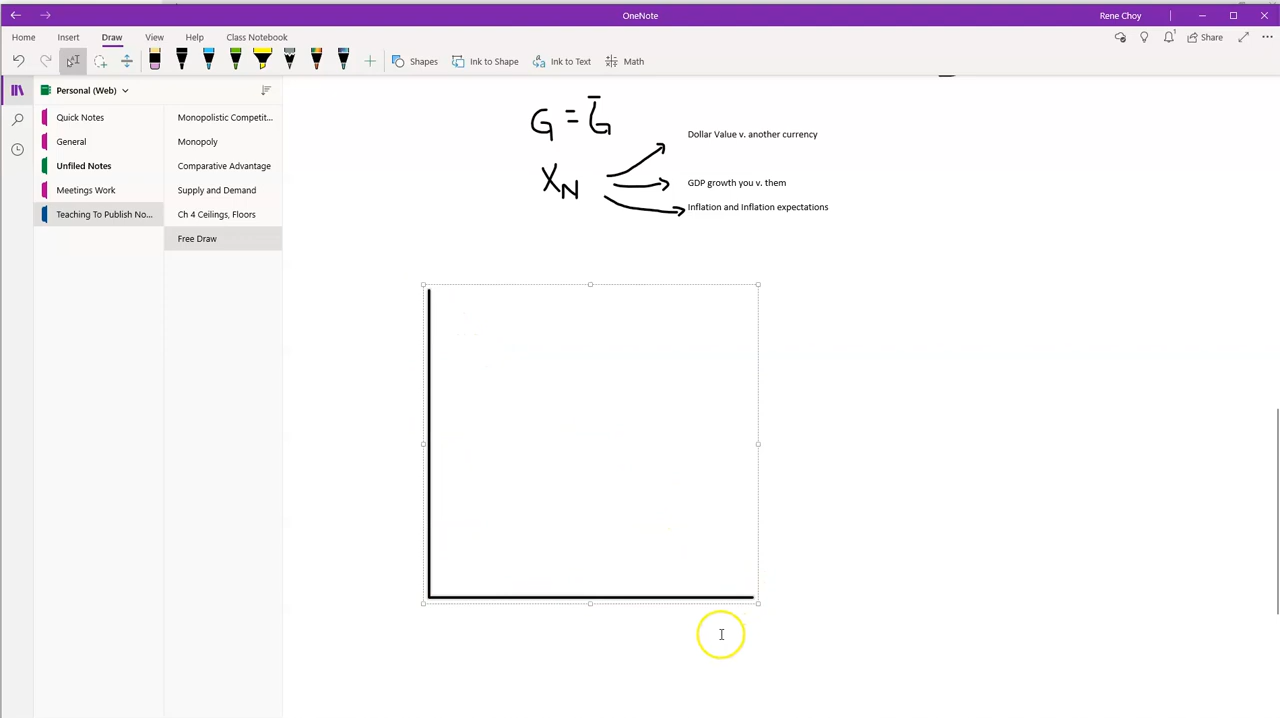 OneNote
Rene Choy
Home Insert Draw View Help Class Notebook
Share
Shapes
Ink to Shape
Ink to Text
Math
Personal (Web)
Quick Notes
General
Unfiled Notes
Meetings Work
Teaching To Publish No...
Monopolistic Competit...
Monopoly
Comparative Advantage
Supply and Demand
Ch 4 Ceilings, Floors
Free Draw
G = G̅
Dollar Value v. another currency
XN
GDP growth you v. them
Inflation and Inflation expectations